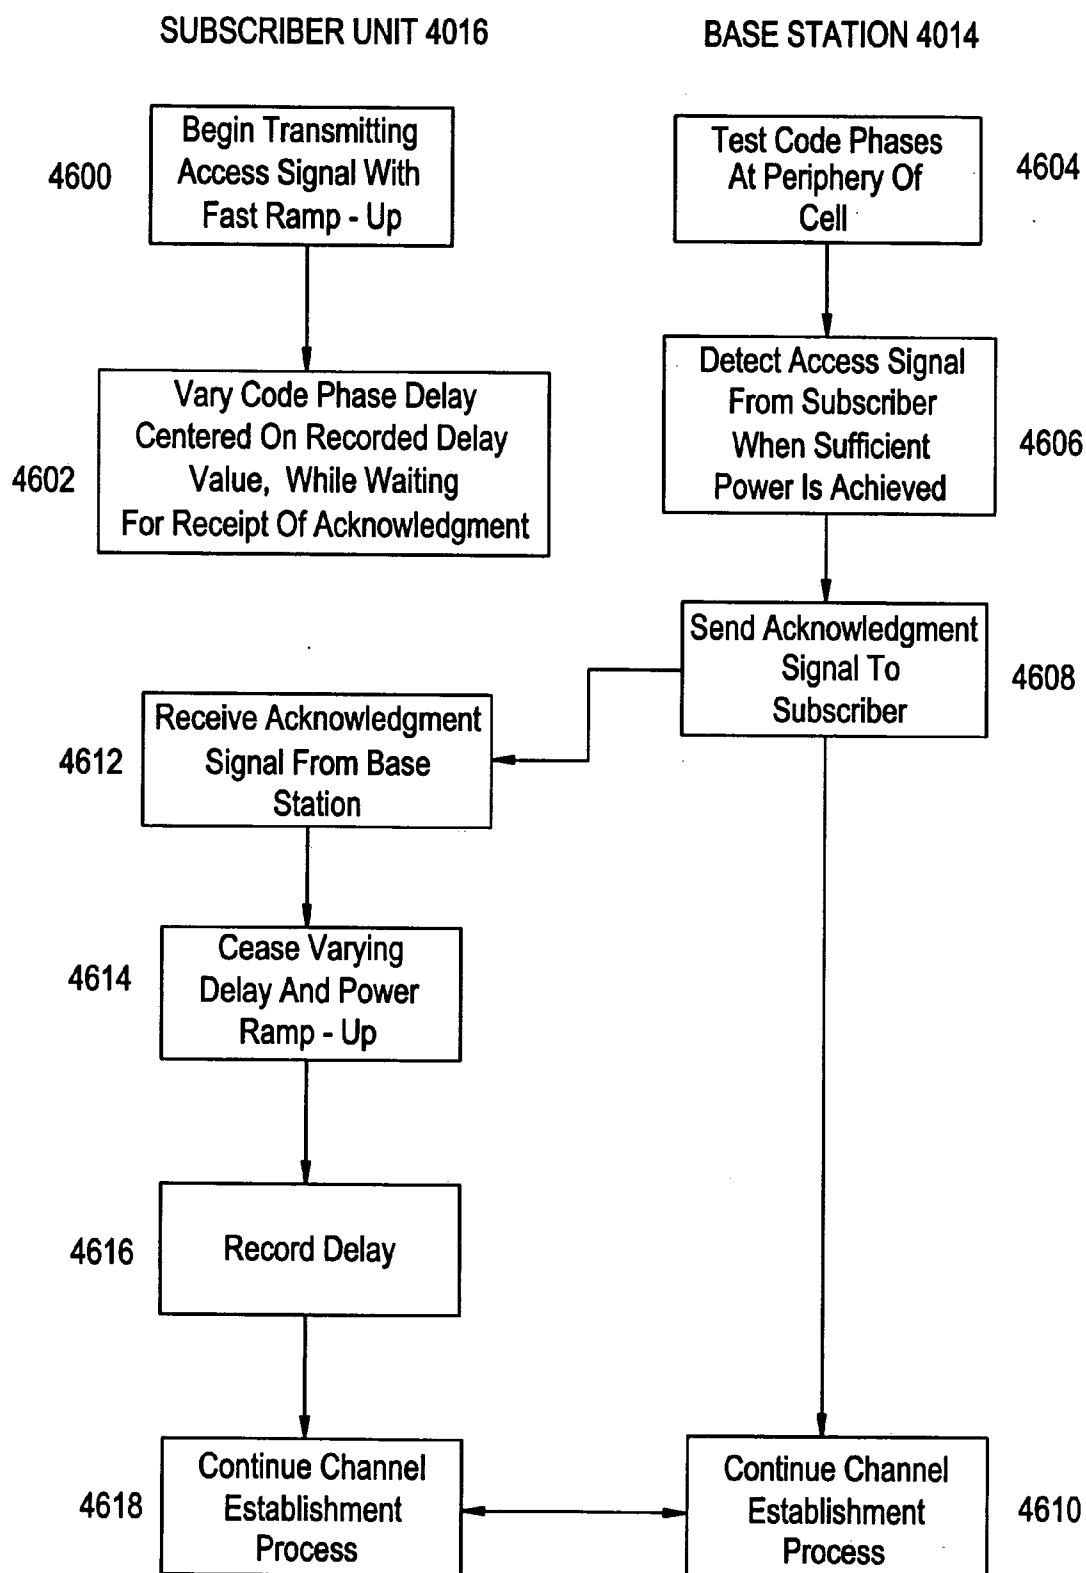 SUBSCRIBER UNIT 4016
BASE STATION 4014
Begin Transmitting
Access Signal With
Fast Ramp - Up
4600
Test Code Phases
At Periphery Of
Cell
4604
Vary Code Phase Delay
Centered On Recorded Delay
Value, While Waiting
For Receipt Of Acknowledgment
4602
Detect Access Signal
From Subscriber
When Sufficient
Power Is Achieved
4606
Send Acknowledgment
Signal To
Subscriber
4608
Receive Acknowledgment
Signal From Base
Station
4612
Cease Varying
Delay And Power
Ramp - Up
4614
Record Delay
4616
Continue Channel
Establishment
Process
4618
Continue Channel
Establishment
Process
4610